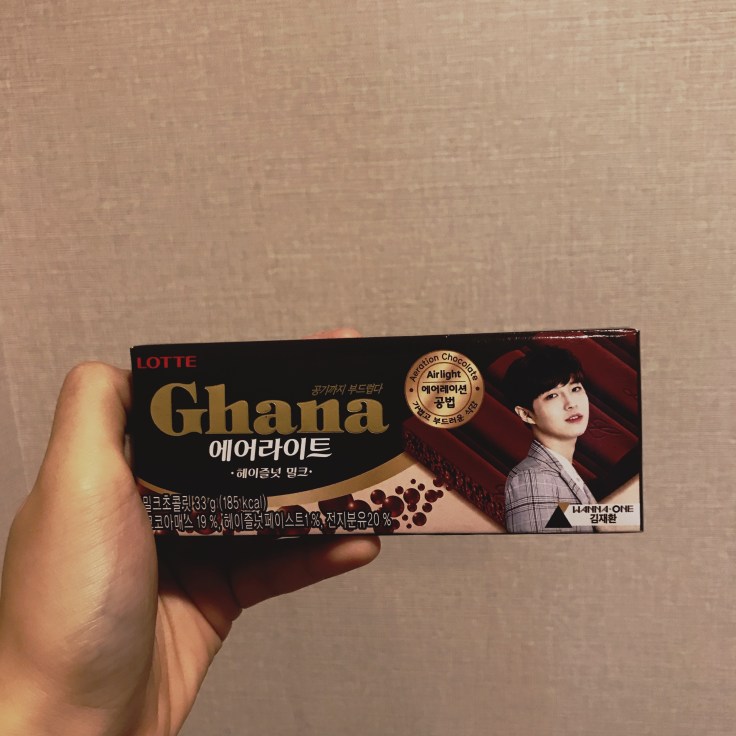 LOTTE
공기까지 부드럽다
Ghana
에어라이트
·헤이즐넛 밀크·
밀크초콜릿 33 g (185 kcal)
코코아매스 19 %, 헤이즐넛페이스트 1 %, 전지분유 20 %
Aeration Chocolate
Airlight
에어레이션
공법
가볍고 부드러운 식감
WANNA·ONE
김재환